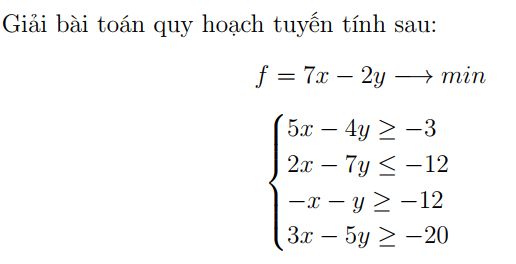 Giải bài toán quy hoạch tuyến tính sau:
f = 7x − 2y ⟶ min
5x − 4y ≥ −3
2x − 7y ≤ −12
−x − y ≥ −12
3x − 5y ≥ −20